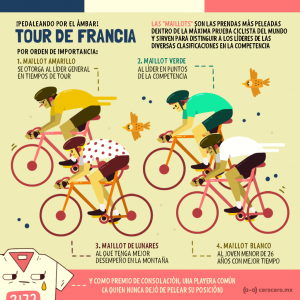 ¡PEDALEANDO POR EL ÁMBAR!
TOUR DE FRANCIA
POR ORDEN DE IMPORTANCIA:
LAS "MAILLOTS" SON LAS PRENDAS MÁS PELEADAS
DENTRO DE LA MÁXIMA PRUEBA CICLISTA DEL MUNDO
Y SIRVEN PARA DISTINGUIR A LOS LÍDERES DE LAS
DIVERSAS CLASIFICACIONES EN LA COMPETENCIA
1. MAILLOT AMARILLO
SE OTORGA AL LÍDER GENERAL
EN TIEMPOS DE TOUR
2. MAILLOT VERDE
AL LÍDER EN PUNTOS
DE LA COMPETENCIA
3. MAILLOT DE LUNARES
AL QUE TENGA MEJOR
DESEMPEÑO EN LA MONTAÑA
4. MAILLOT BLANCO
AL JOVEN MENOR DE 26
AÑOS CON MEJOR TIEMPO
Y COMO PREMIO DE CONSOLACIÓN, UNA PLAYERA COMÚN
(A QUIEN NUNCA DEJÓ DE PELEAR SU POSICIÓN)
cerocero.mx